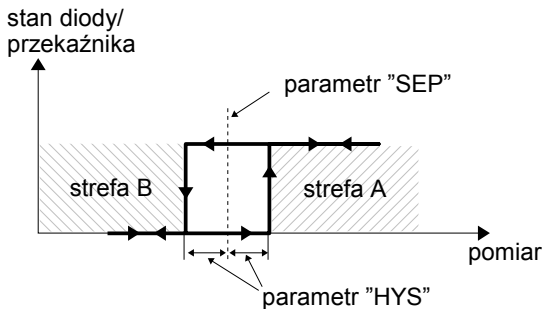 stan diody/
przekaźnika
parametr ”SEP”
strefa B
strefa A
pomiar
parametr ”HYS”